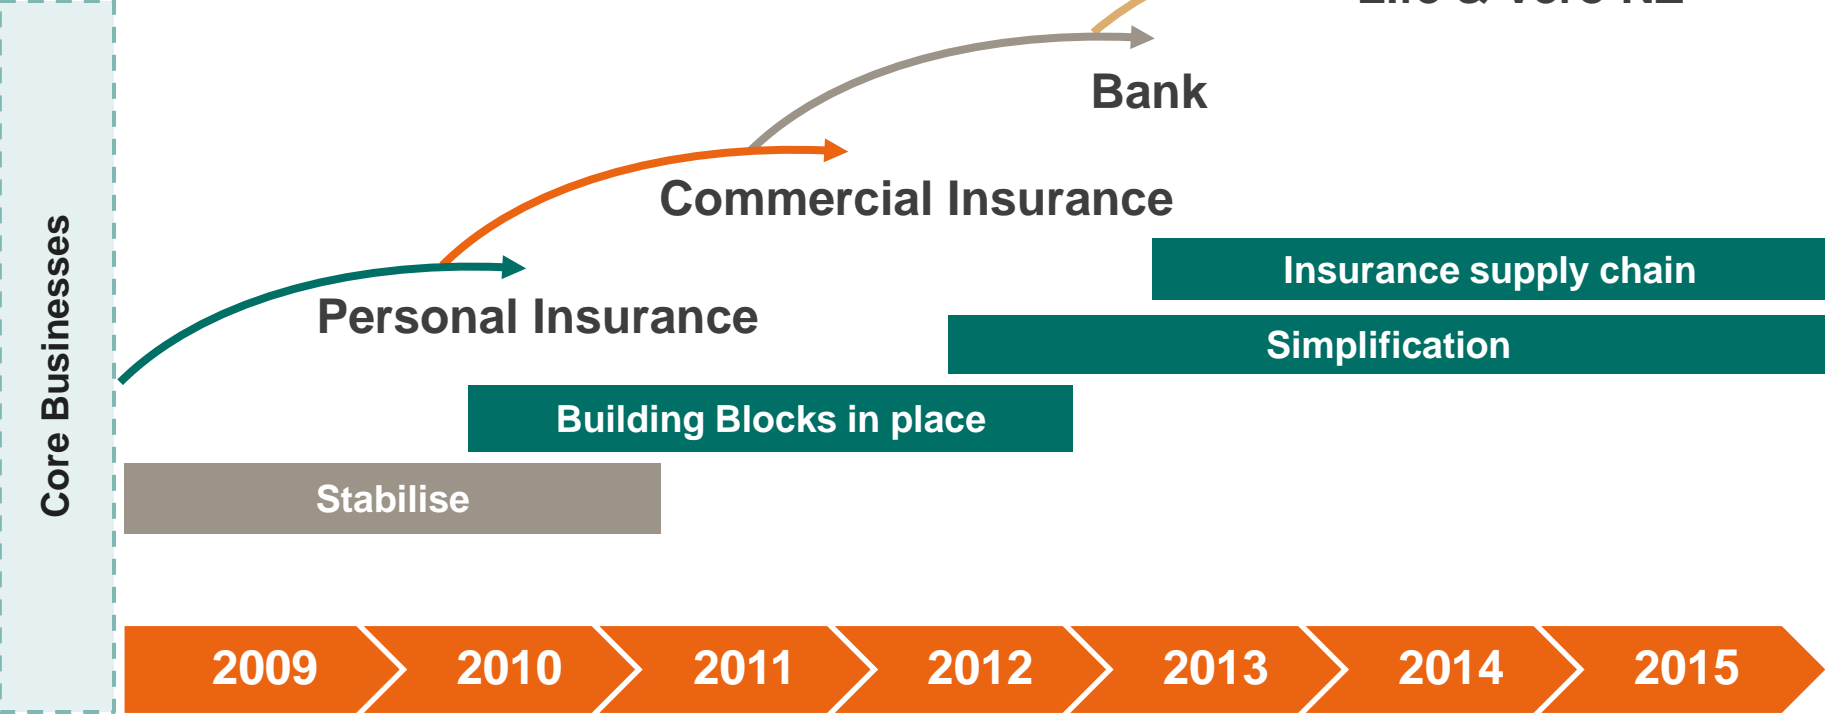 Bank
Commercial Insurance
Personal Insurance
Core Businesses
Insurance supply chain
Simplification
Building Blocks in place
Stabilise
2009
2010
2011
2012
2013
2014
2015